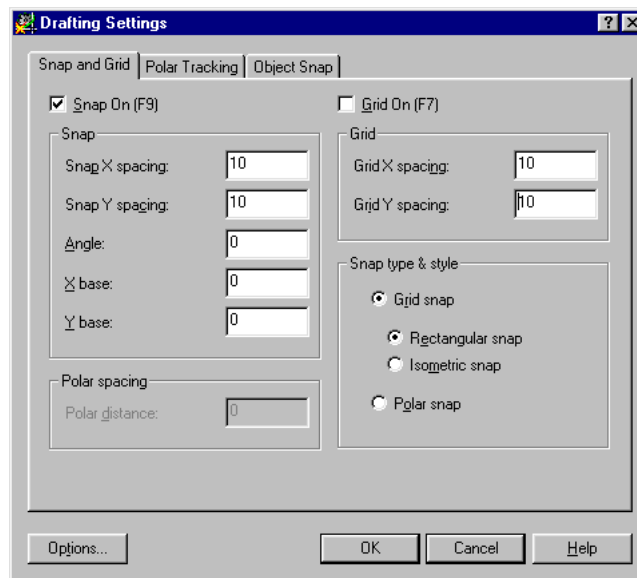 Drafting Settings
Snap and Grid Polar Tracking Object Snap
Snap On (F9)
Snap
Snap X spacing: 10
Snap Y spacing: 10
Angle: 0
X base: 0
Y base: 0
Polar spacing
Polar distance: 0
Grid On (F7)
Grid
Grid X spacing: 10
Grid Y spacing: 10
Snap type & style
Grid snap
Rectangular snap
Isometric snap
Polar snap
Options... OK Cancel Help